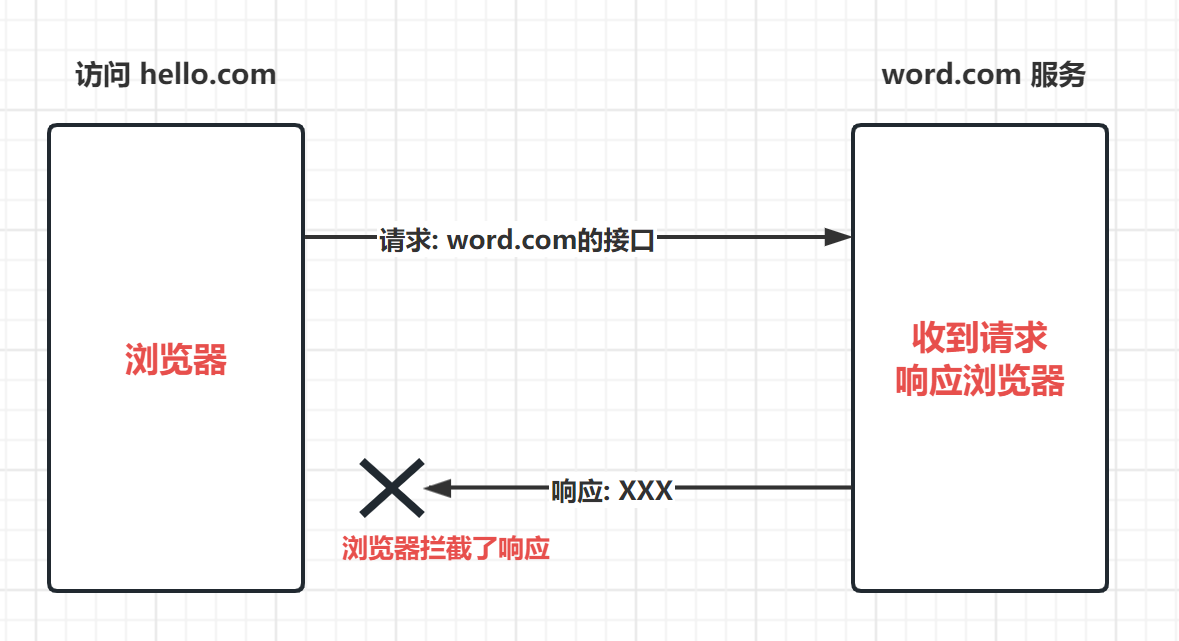 访问 hello.com
word.com 服务
请求: word.com的接口
浏览器
收到请求
响应浏览器
响应: XXX
浏览器拦截了响应